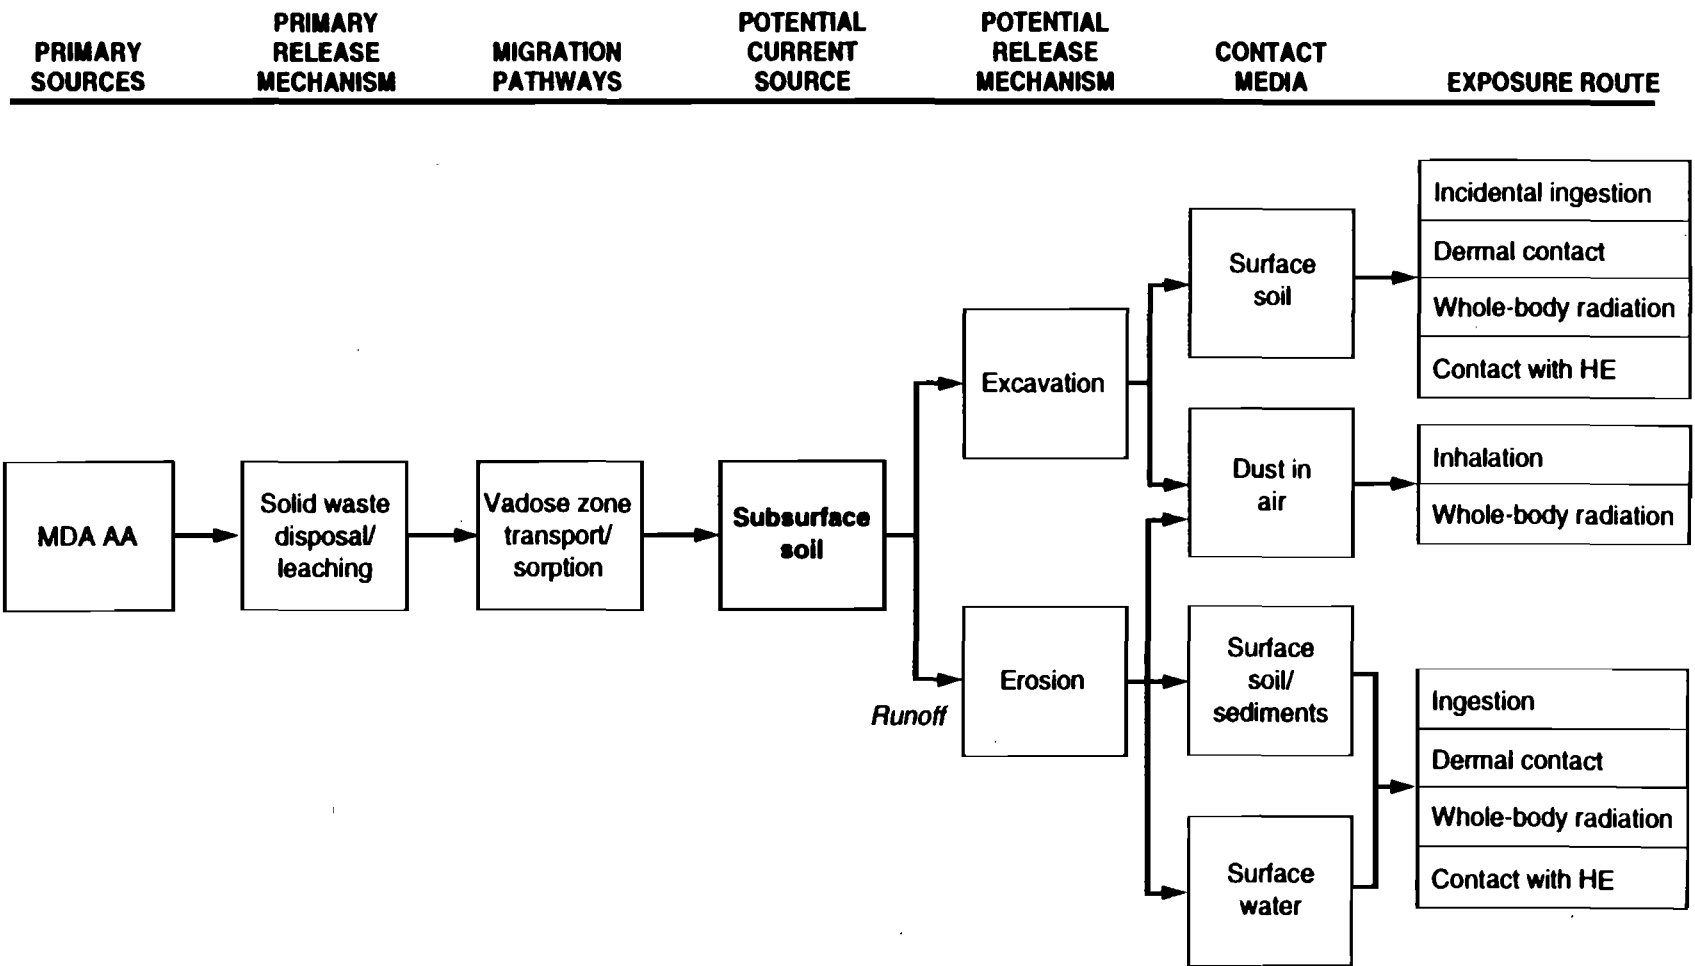 PRIMARY
SOURCES
PRIMARY
RELEASE
MECHANISM
MIGRATION
PATHWAYS
POTENTIAL
CURRENT
SOURCE
POTENTIAL
RELEASE
MECHANISM
CONTACT
MEDIA
EXPOSURE ROUTE
MDA AA
Solid waste
disposal/
leaching
Vadose zone
transport/
sorption
Subsurface
soil
Runoff
Excavation
Erosion
Surface
soil
Dust in
air
Surface
soil/
sediments
Surface
water
Incidental ingestion
Dermal contact
Whole-body radiation
Contact with HE
Inhalation
Whole-body radiation
Ingestion
Dermal contact
Whole-body radiation
Contact with HE